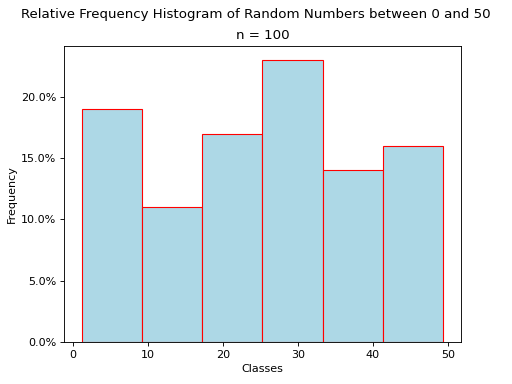 Relative Frequency Histogram of Random Numbers between 0 and 50
n = 100
20.0%
15.0%
10.0%
5.0%
0.0%
Frequency
0 10 20 30 40 50
Classes